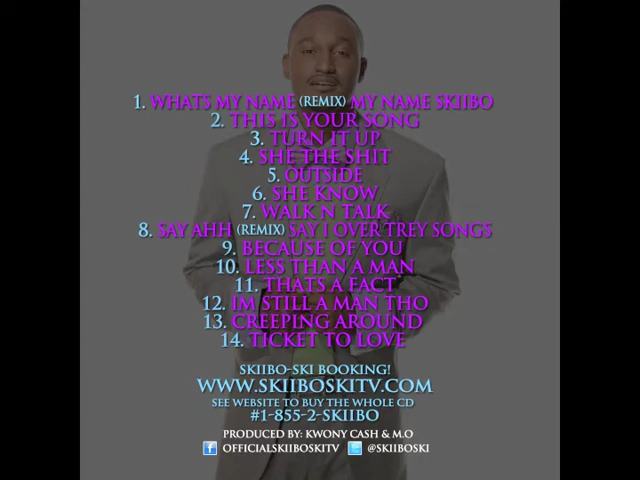 1. WHATS MY NAME (REMIX) MY NAME SKIIBO
2. THIS IS YOUR SONG
3. TURN IT UP
4. SHE THE SHIT
5. OUTSIDE
6. SHE KNOW
7. WALK N TALK
8. SAY AHH (REMIX) SAY I OVER TREY SONGS
9. BECAUSE OF YOU
10. LESS THAN A MAN
11. THATS A FACT
12. IM STILL A MAN THO
13. CREEPING AROUND
14. TICKET TO LOVE
SKIIBO-SKI BOOKING!
WWW.SKIIBOSKITV.COM
SEE WEBSITE TO BUY THE WHOLE CD
#1-855-2-SKIIBO
PRODUCED BY: KWONY CASH & M.O
f OFFICIALSKIIBOSKITV @SKIIBOSKI